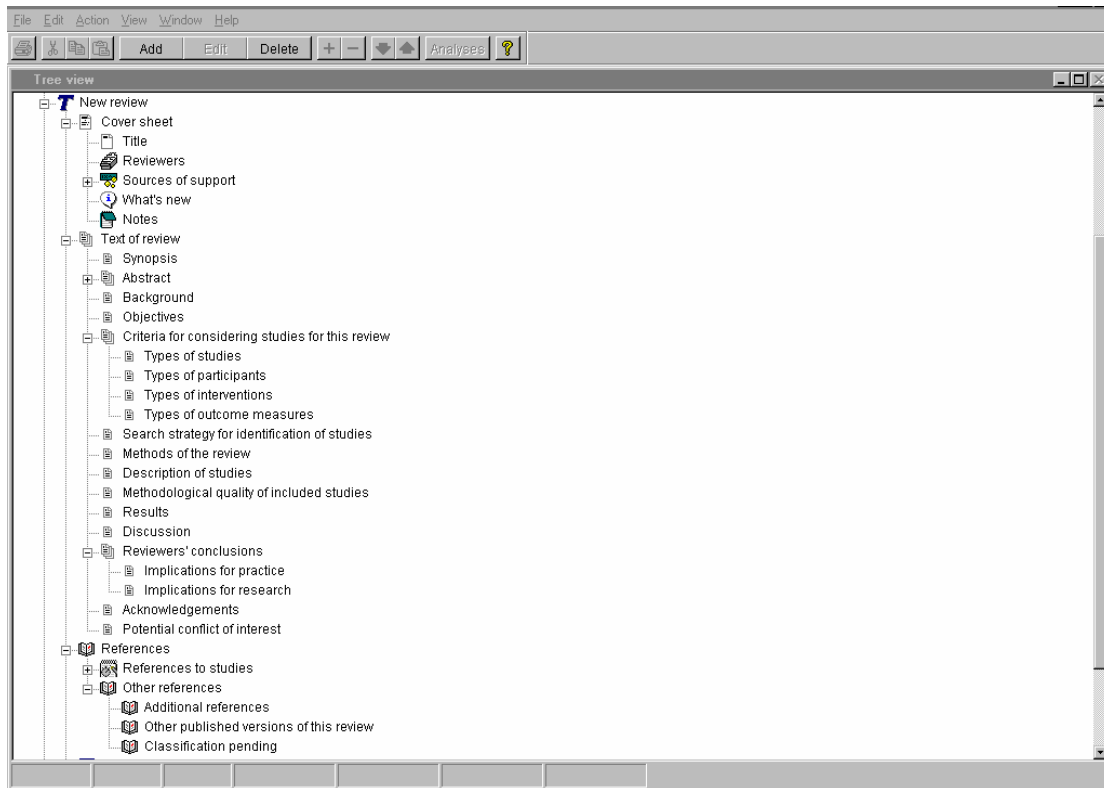 File Edit Action View Window Help
Add Edit Delete + − Analyses ?
Tree view
New review
Cover sheet
Title
Reviewers
Sources of support
What's new
Notes
Text of review
Synopsis
Abstract
Background
Objectives
Criteria for considering studies for this review
Types of studies
Types of participants
Types of interventions
Types of outcome measures
Search strategy for identification of studies
Methods of the review
Description of studies
Methodological quality of included studies
Results
Discussion
Reviewers' conclusions
Implications for practice
Implications for research
Acknowledgements
Potential conflict of interest
References
References to studies
Other references
Additional references
Other published versions of this review
Classification pending